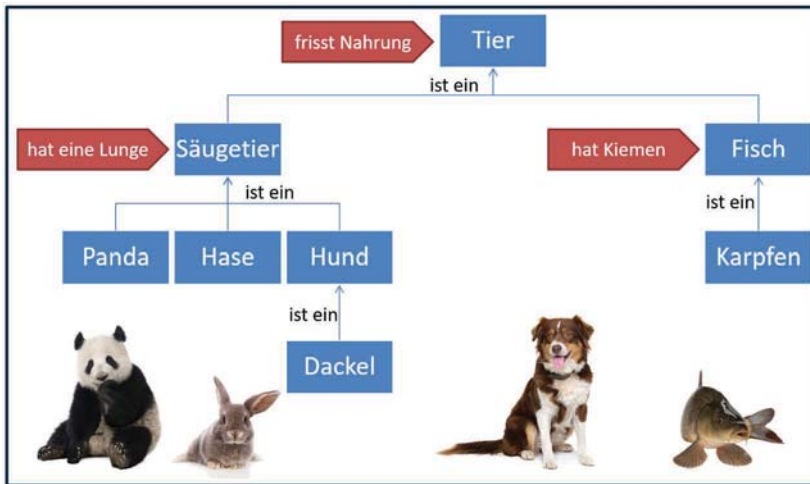 frisst Nahrung
Tier
ist ein
hat eine Lunge
Säugetier
hat Kiemen
Fisch
ist ein
ist ein
Panda
Hase
Hund
Karpfen
ist ein
Dackel